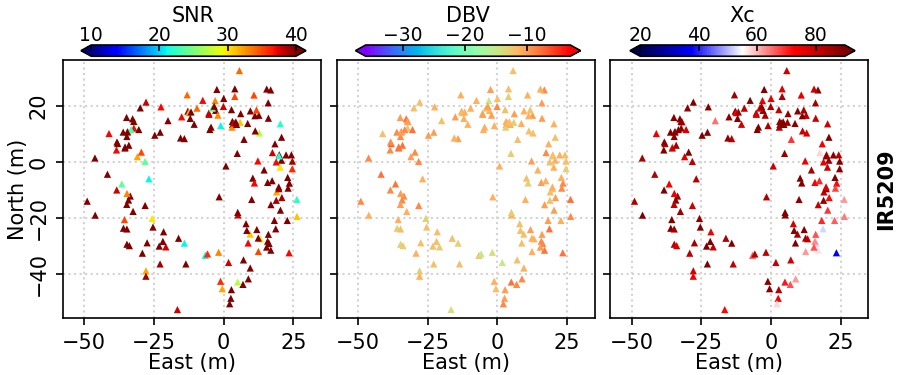 SNR
DBV
Xc
10 20 30 40
−30 −20 −10
20 40 60 80
20
0
−20
−40
North (m)
−50 −25 0 25
−50 −25 0 25
−50 −25 0 25
East (m)
East (m)
East (m)
IR5209